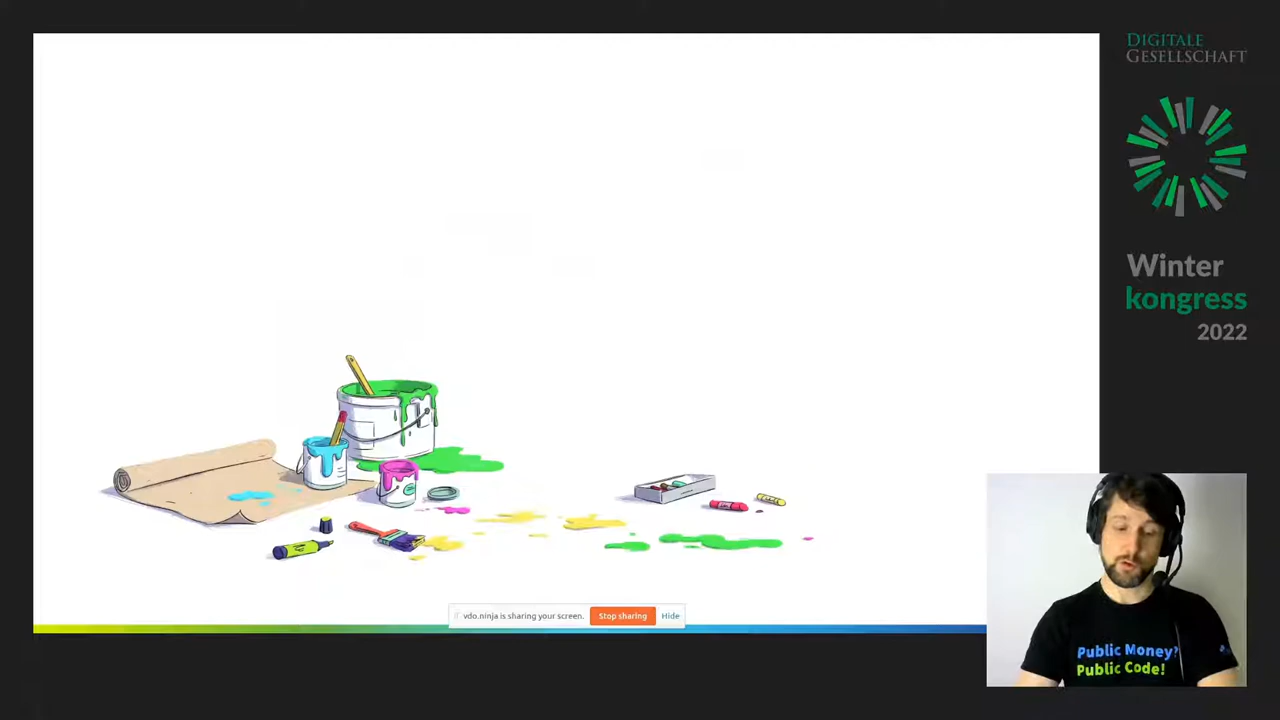 DIGITALE
GESELLSCHAFT
Winter
kongress
2022
vdo.ninja is sharing your screen.
Stop sharing
Hide
Public Money?
Public Code!